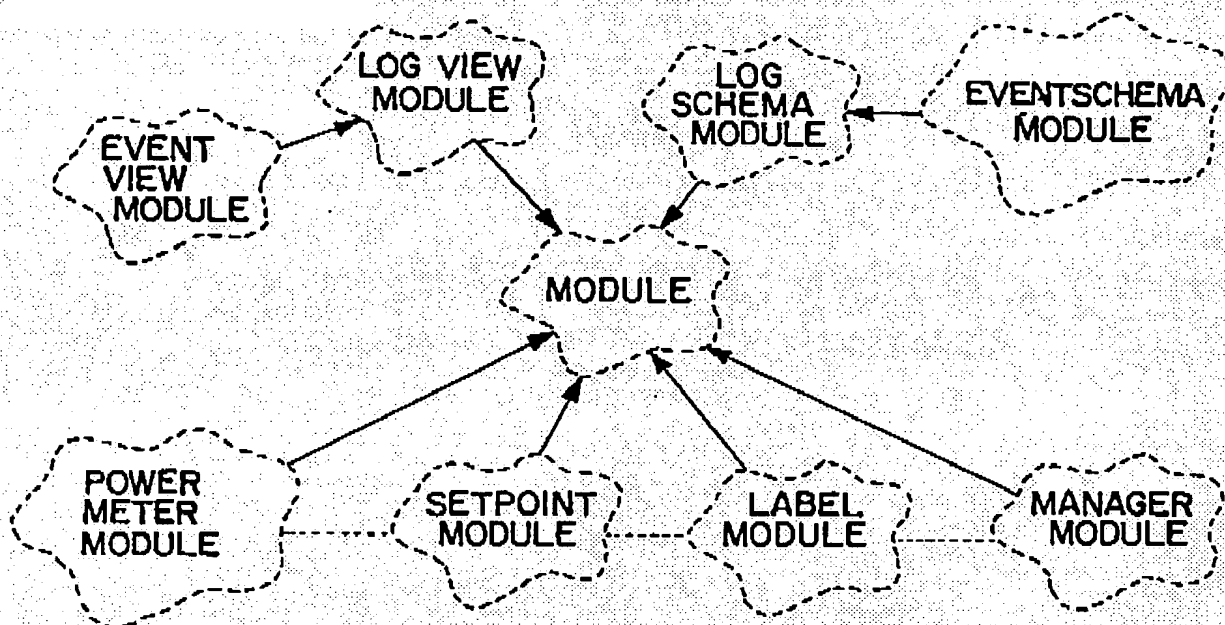 LOG VIEW
MODULE
LOG
SCHEMA
MODULE
EVENTSCHEMA
MODULE
EVENT
VIEW
MODULE
MODULE
POWER
METER
MODULE
SETPOINT
MODULE
LABEL
MODULE
MANAGER
MODULE